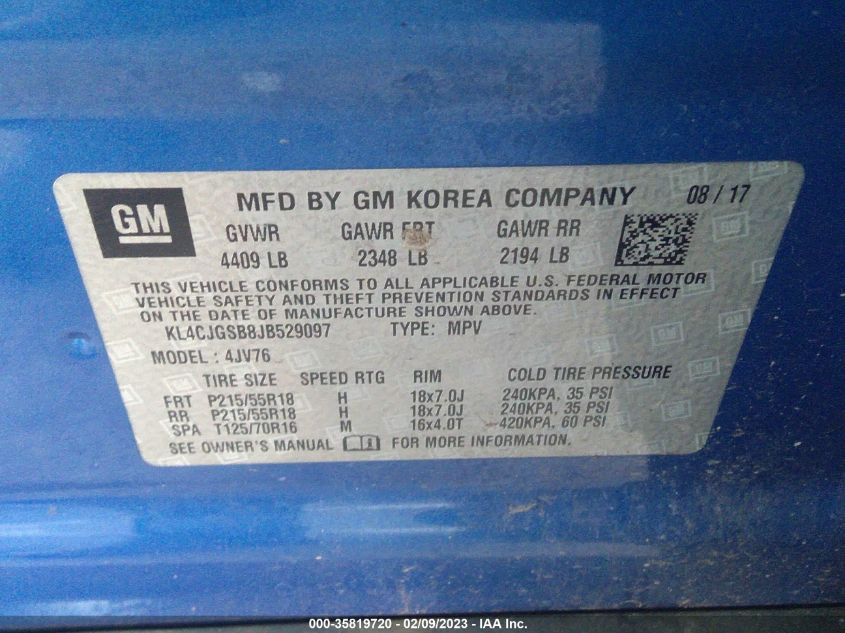 GM
MFD BY GM KOREA COMPANY 08 / 17
GVWR GAWR FRT GAWR RR
4409 LB 2348 LB 2194 LB
THIS VEHICLE CONFORMS TO ALL APPLICABLE U.S. FEDERAL MOTOR
VEHICLE SAFETY AND THEFT PREVENTION STANDARDS IN EFFECT
ON THE DATE OF MANUFACTURE SHOWN ABOVE.
KL4CJGSB8JB529097 TYPE: MPV
MODEL : 4JV76
TIRE SIZE SPEED RTG RIM COLD TIRE PRESSURE
FRT P215/55R18 H 18x7.0J 240KPA, 35 PSI
RR P215/55R18 H 18x7.0J 240KPA, 35 PSI
SPA T125/70R16 M 16x4.0T 420KPA, 60 PSI
SEE OWNER'S MANUAL FOR MORE INFORMATION.
000-35819720 - 02/09/2023 - IAA Inc.